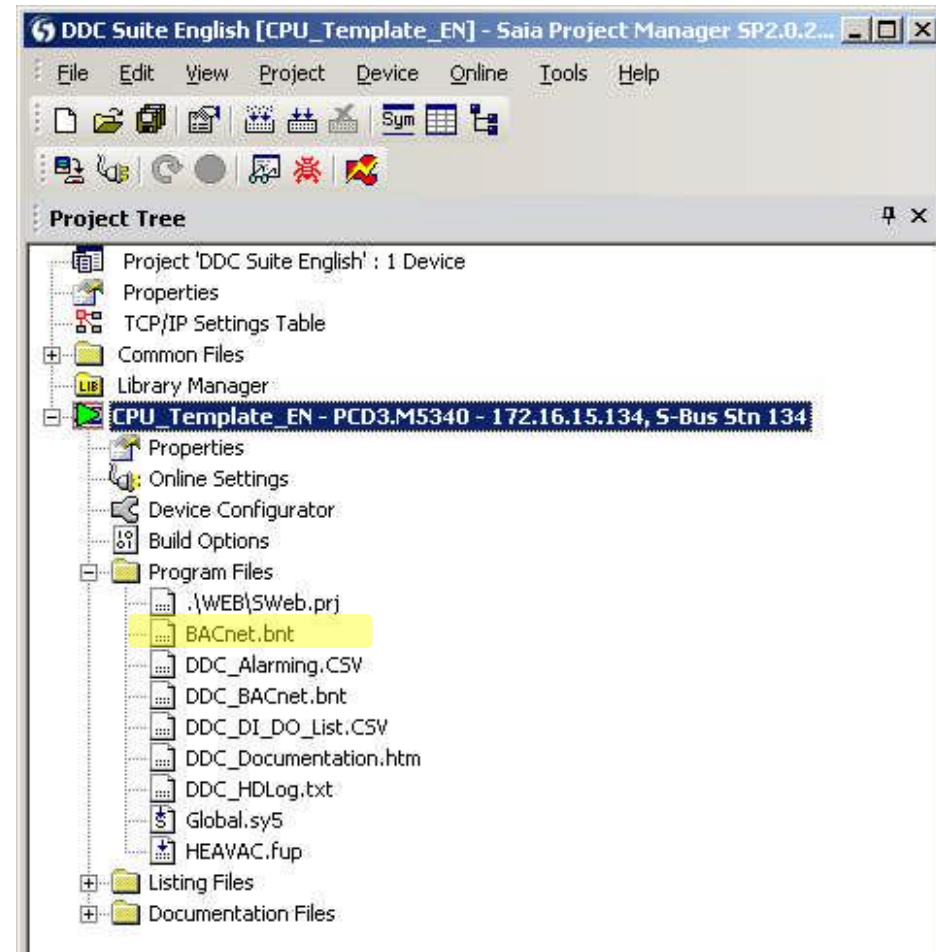 DDC Suite English [CPU_Template_EN] - Saia Project Manager SP2.0.2...
File Edit View Project Device Online Tools Help
Sym
Project Tree
Project 'DDC Suite English' : 1 Device
Properties
TCP/IP Settings Table
Common Files
LIB Library Manager
CPU_Template_EN - PCD3.M5340 - 172.16.15.134, S-Bus Stn 134
Properties
Online Settings
Device Configurator
Build Options
Program Files
.\WEB\SWeb.prj
BACnet.bnt
DDC_Alarming.CSV
DDC_BACnet.bnt
DDC_DI_DO_List.CSV
DDC_Documentation.htm
DDC_HDLog.txt
Global.sy5
HEAVAC.fup
Listing Files
Documentation Files